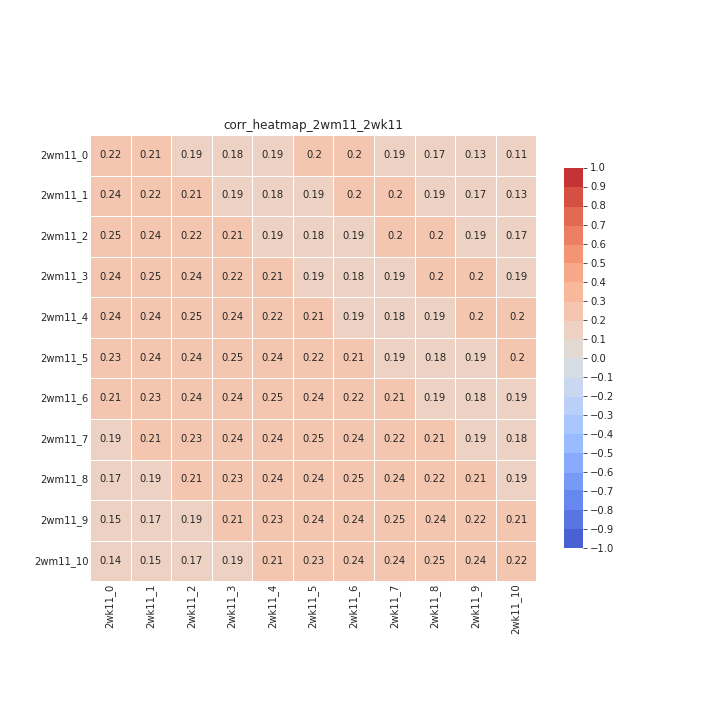 corr_heatmap_2wm11_2wk11
2wm11_0 0.22 0.21 0.19 0.18 0.19 0.2 0.2 0.19 0.17 0.13 0.11
2wm11_1 0.24 0.22 0.21 0.19 0.18 0.19 0.2 0.2 0.19 0.17 0.13
2wm11_2 0.25 0.24 0.22 0.21 0.19 0.18 0.19 0.2 0.2 0.19 0.17
2wm11_3 0.24 0.25 0.24 0.22 0.21 0.19 0.18 0.19 0.2 0.2 0.19
2wm11_4 0.24 0.24 0.25 0.24 0.22 0.21 0.19 0.18 0.19 0.2 0.2
2wm11_5 0.23 0.24 0.24 0.25 0.24 0.22 0.21 0.19 0.18 0.19 0.2
2wm11_6 0.21 0.23 0.24 0.24 0.25 0.24 0.22 0.21 0.19 0.18 0.19
2wm11_7 0.19 0.21 0.23 0.24 0.24 0.25 0.24 0.22 0.21 0.19 0.18
2wm11_8 0.17 0.19 0.21 0.23 0.24 0.24 0.25 0.24 0.22 0.21 0.19
2wm11_9 0.15 0.17 0.19 0.21 0.23 0.24 0.24 0.25 0.24 0.22 0.21
2wm11_10 0.14 0.15 0.17 0.19 0.21 0.23 0.24 0.24 0.25 0.24 0.22
2wk11_0 2wk11_1 2wk11_2 2wk11_3 2wk11_4 2wk11_5 2wk11_6 2wk11_7 2wk11_8 2wk11_9 2wk11_10
1.0
0.9
0.8
0.7
0.6
0.5
0.4
0.3
0.2
0.1
0.0
−0.1
−0.2
−0.3
−0.4
−0.5
−0.6
−0.7
−0.8
−0.9
−1.0